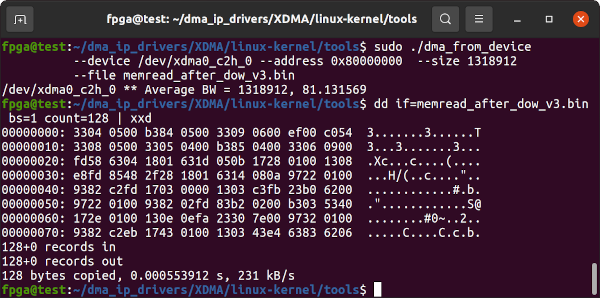 fpga@test: ~/dma_ip_drivers/XDMA/linux-kernel/tools
fpga@test:~/dma_ip_drivers/XDMA/linux-kernel/tools$ sudo ./dma_from_device
--device /dev/xdma0_c2h_0 --address 0x80000000 --size 1318912
--file memread_after_dow_v3.bin
/dev/xdma0_c2h_0 ** Average BW = 1318912, 81.131569
fpga@test:~/dma_ip_drivers/XDMA/linux-kernel/tools$ dd if=memread_after_dow_v3.bin
bs=1 count=128 | xxd
00000000: 3304 0500 b384 0500 3309 0600 ef00 c054 3.......3......T
00000010: 3308 0500 3305 0400 b385 0400 3306 0900 3...3.......3...
00000020: fd58 6304 1801 631d 050b 1728 0100 1308 .Xc...c....(....
00000030: e8fd 8548 2f28 1801 6314 080a 9722 0100 ...H/(..c...."..
00000040: 9382 c2fd 1703 0000 1303 c3fb 23b0 6200 ............#.b.
00000050: 9722 0100 9382 02fd 83b2 0200 b303 5340 ."............S@
00000060: 172e 0100 130e 0efa 2330 7e00 9732 0100 ........#0~..2..
00000070: 9382 c2eb 1743 0100 1303 43e4 6383 6206 .....C....C.c.b.
128+0 records in
128+0 records out
128 bytes copied, 0.000553912 s, 231 kB/s
fpga@test:~/dma_ip_drivers/XDMA/linux-kernel/tools$